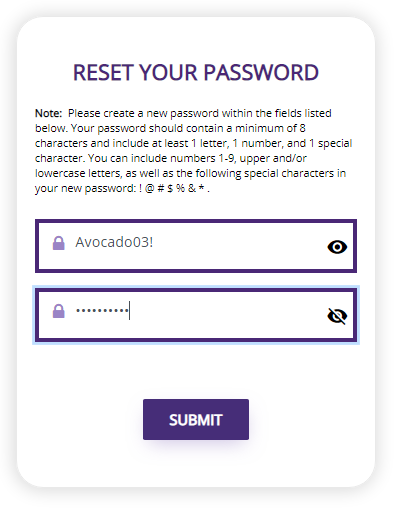 RESET YOUR PASSWORD
Note: Please create a new password within the fields listed
below. Your password should contain a minimum of 8
characters and include at least 1 letter, 1 number, and 1 special
character. You can include numbers 1-9, upper and/or
lowercase letters, as well as the following special characters in
your new password: ! @ # $ % & * .
Avocado03!
••••••••••
SUBMIT